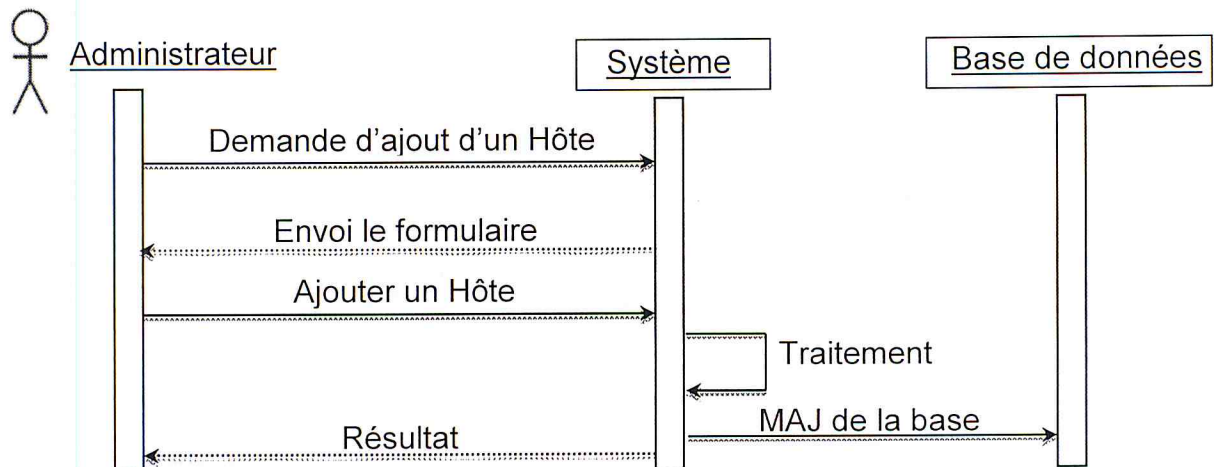 Administrateur
Système
Base de données
Demande d'ajout d'un Hôte
Envoi le formulaire
Ajouter un Hôte
Traitement
MAJ de la base
Résultat